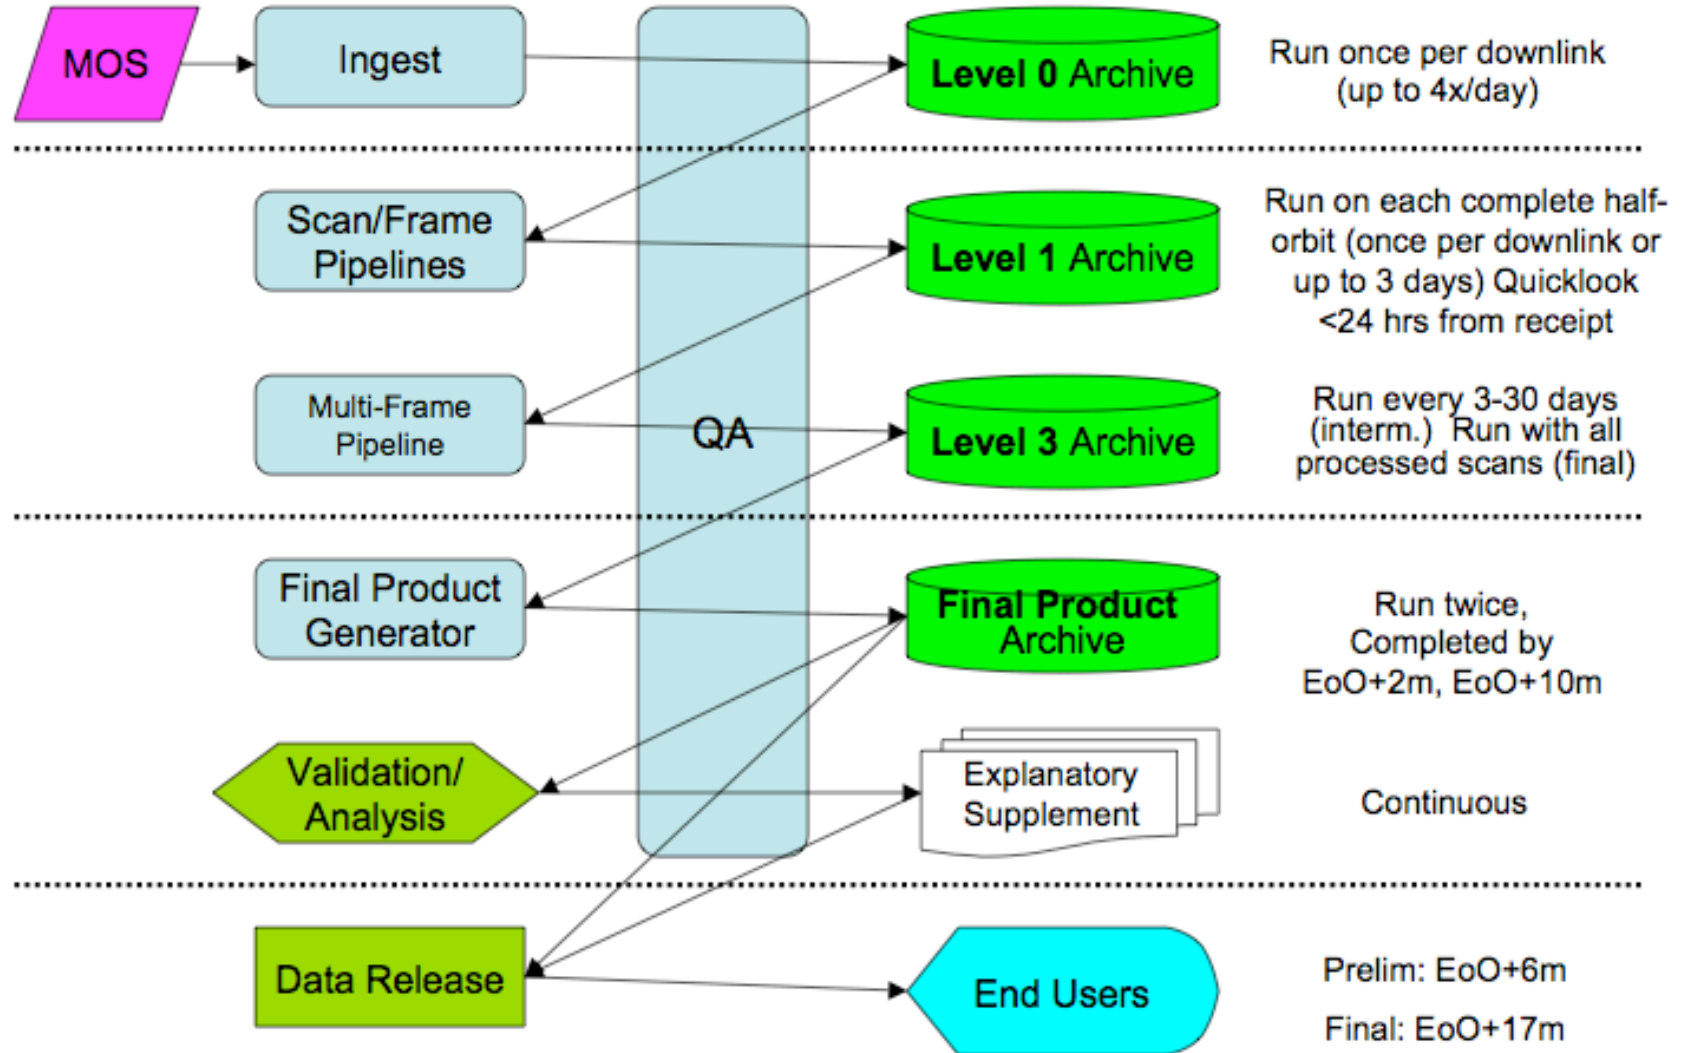 MOS
Ingest
Level 0 Archive
Run once per downlink
(up to 4x/day)
Scan/Frame
Pipelines
Level 1 Archive
Run on each complete half-
orbit (once per downlink or
up to 3 days) Quicklook
<24 hrs from receipt
Multi-Frame
Pipeline
QA
Level 3 Archive
Run every 3-30 days
(interm.) Run with all
processed scans (final)
Final Product
Generator
Final Product
Archive
Run twice,
Completed by
EoO+2m, EoO+10m
Validation/
Analysis
Explanatory
Supplement
Continuous
Data Release
End Users
Prelim: EoO+6m
Final: EoO+17m